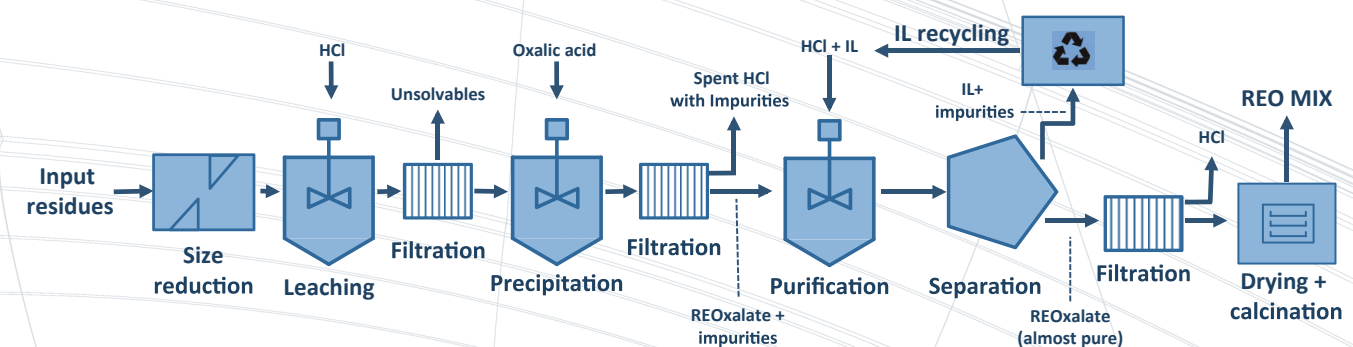 HCl
Oxalic acid
HCl + IL
IL recycling
Unsolvables
Spent HCl
with Impurities
IL+
impurities
REO MIX
HCl
Input
residues
Size
reduction
Leaching
Filtration
Precipitation
Filtration
REOxalate +
impurities
Purification
Separation
REOxalate
(almost pure)
Filtration
Drying +
calcination